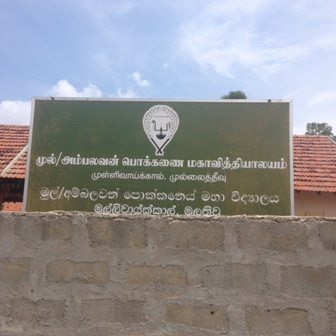 முல்/அம்பலவன் பொக்கணை மகாவித்தியாலயம்
முள்ளிவாய்க்கால், முல்லைத்தீவு
මුල්/අම්බලවන් පොක්කනෙයි මහා විද්‍යාලය
මුල්ලිවායික්කාල්, මුලතිව